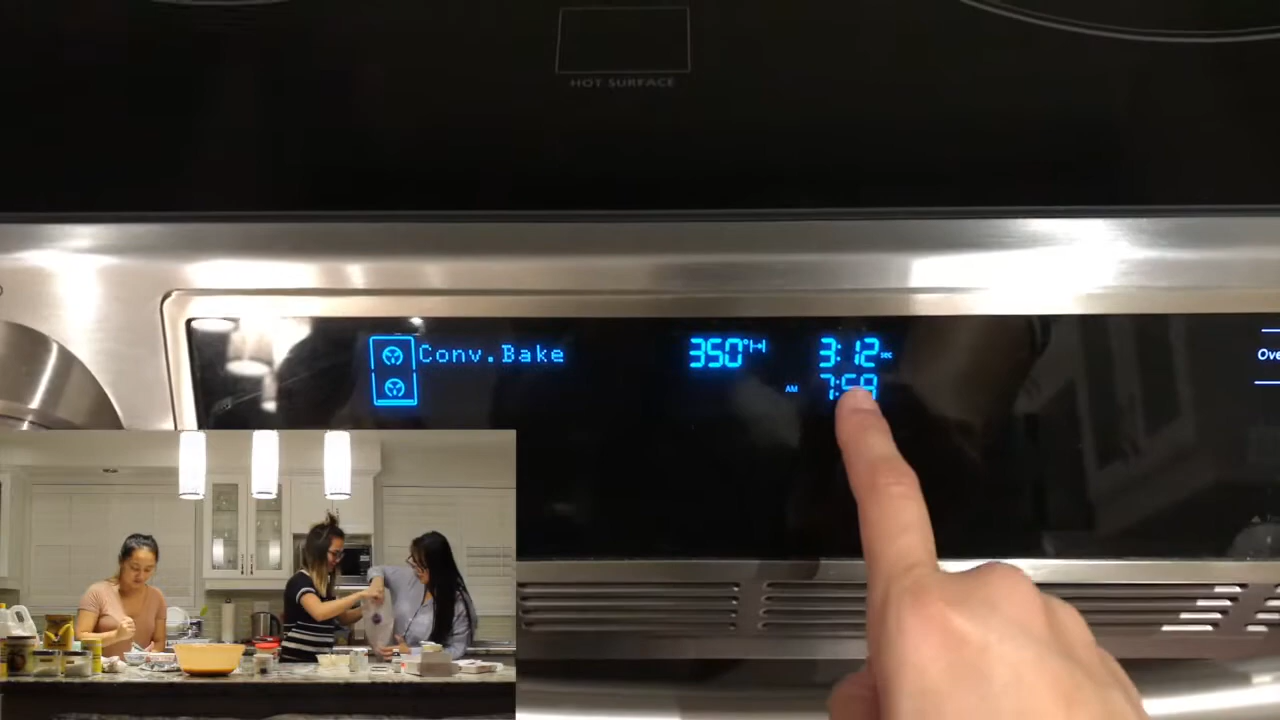 HOT SURFACE
Conv.Bake
350°F
3:12 sec
AM 7:59
Ove